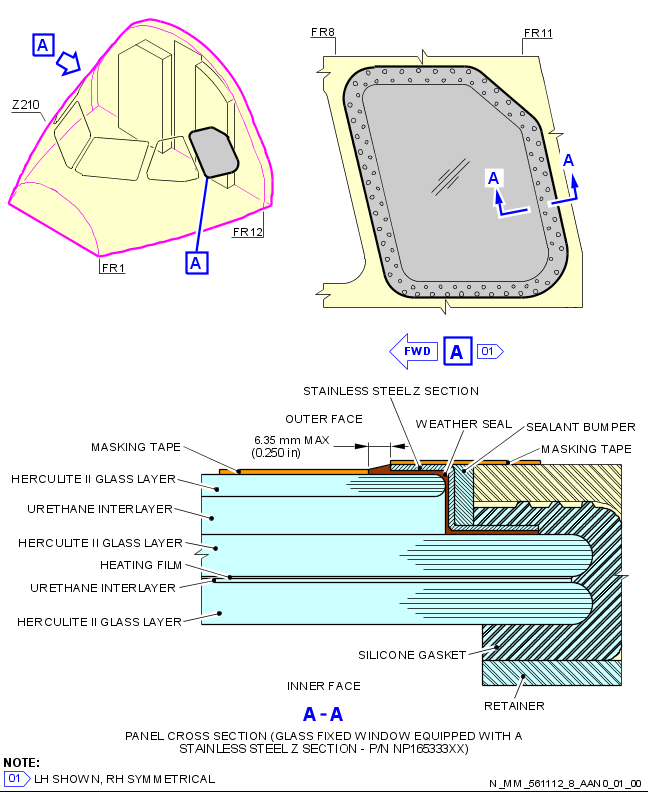 A
Z210
FR1
FR12
A
FR8
FR11
A
A
FWD
A
01
STAINLESS STEEL Z SECTION
OUTER FACE
WEATHER SEAL
SEALANT BUMPER
6.35 mm MAX
(0.250 in)
MASKING TAPE
MASKING TAPE
HERCULITE II GLASS LAYER
URETHANE INTERLAYER
HERCULITE II GLASS LAYER
HEATING FILM
URETHANE INTERLAYER
HERCULITE II GLASS LAYER
SILICONE GASKET
INNER FACE
RETAINER
A-A
PANEL CROSS SECTION (GLASS FIXED WINDOW EQUIPPED WITH A
STAINLESS STEEL Z SECTION - P/N NP165333XX)
NOTE:
01 LH SHOWN, RH SYMMETRICAL
N_MM_561112_8_AAN0_01_00